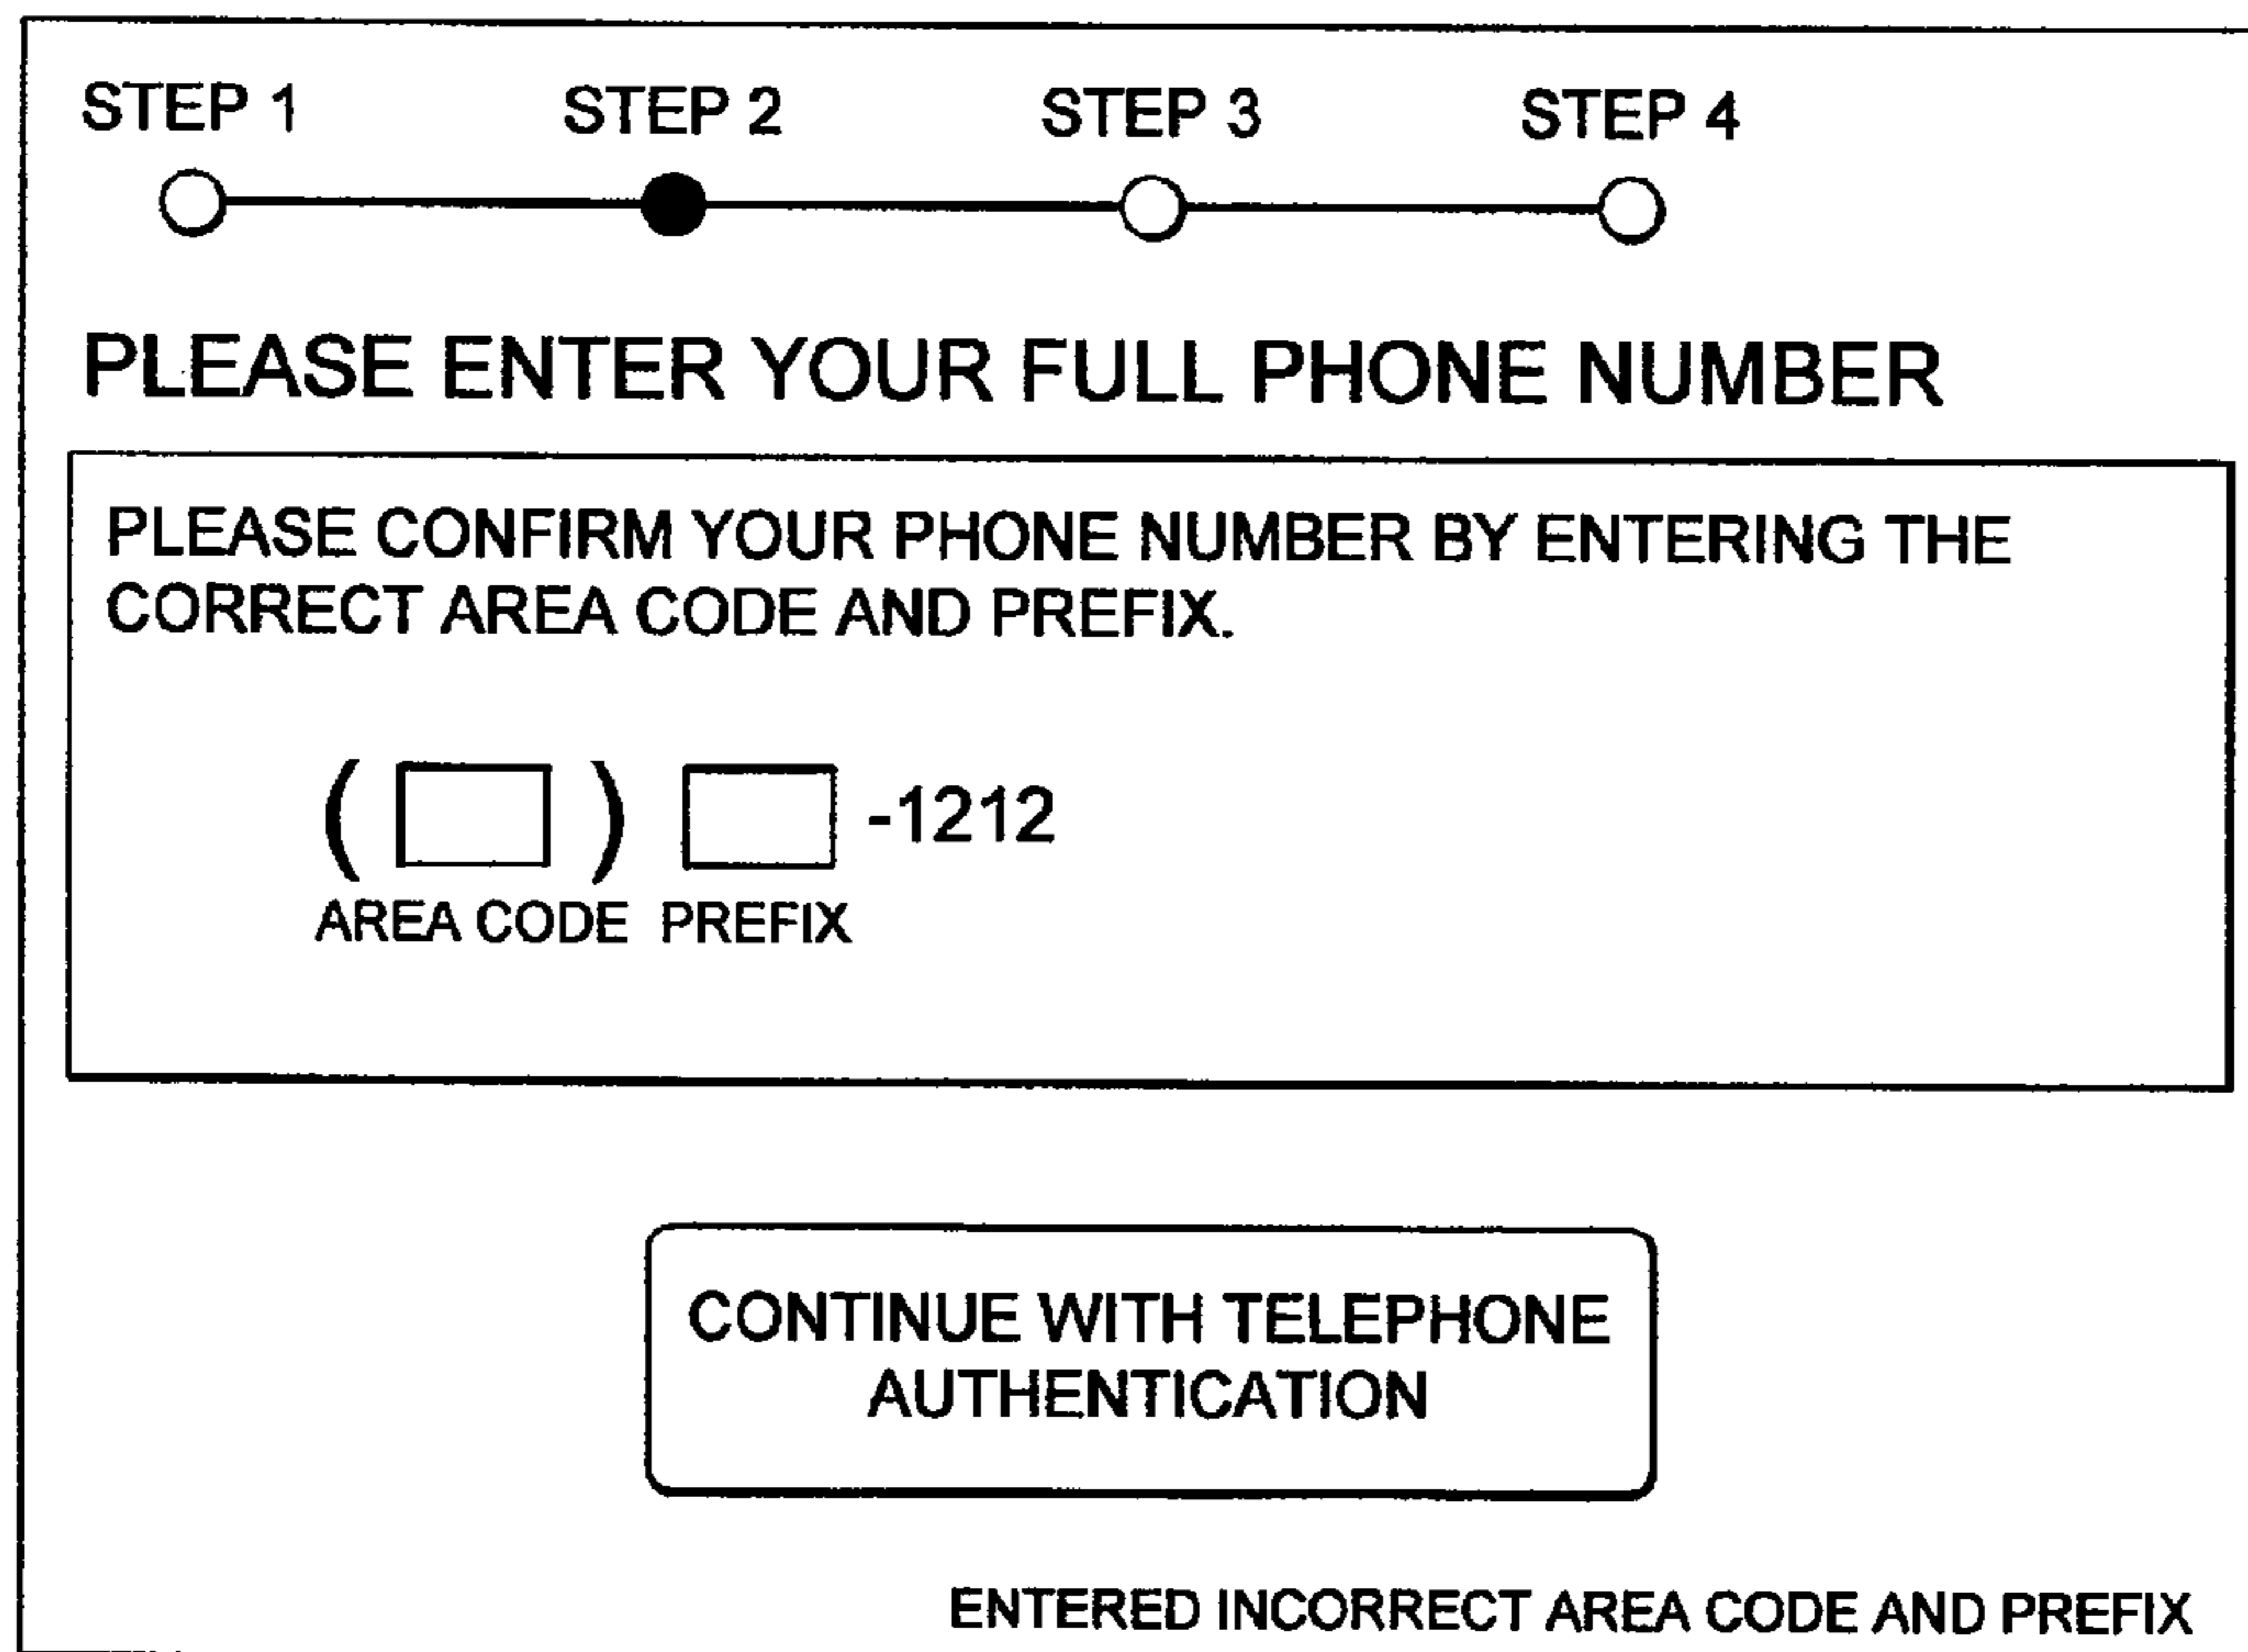 STEP 1 STEP 2 STEP 3 STEP 4
PLEASE ENTER YOUR FULL PHONE NUMBER
PLEASE CONFIRM YOUR PHONE NUMBER BY ENTERING THE
CORRECT AREA CODE AND PREFIX.
( ) -1212
AREA CODE PREFIX
CONTINUE WITH TELEPHONE
AUTHENTICATION
ENTERED INCORRECT AREA CODE AND PREFIX